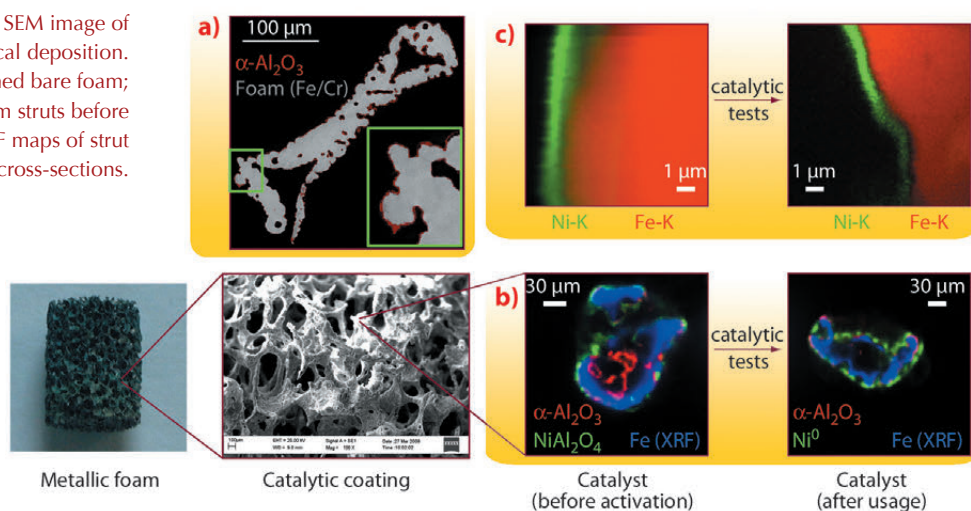 SEM image of
cal deposition.
ned bare foam;
m struts before
F maps of strut
cross-sections.
a)
100 μm
α-Al₂O₃
Foam (Fe/Cr)
c)
1 μm
Ni-K Fe-K
catalytic
tests
1 μm
Ni-K Fe-K
b)
30 μm
α-Al₂O₃
NiAl₂O₄ Fe (XRF)
catalytic
tests
30 μm
α-Al₂O₃
Ni⁰ Fe (XRF)
Metallic foam
Catalytic coating
Catalyst
(before activation)
Catalyst
(after usage)